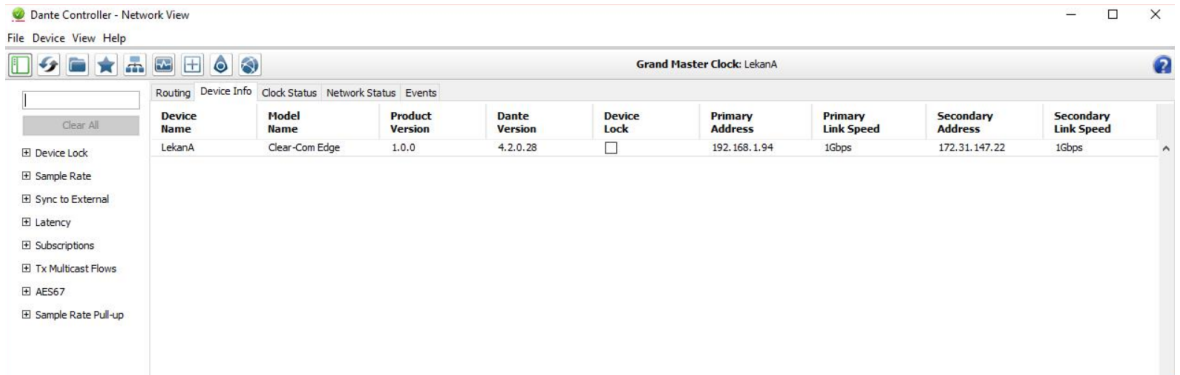 Dante Controller - Network View
File Device View Help
Grand Master Clock: LekanA
Routing Device Info Clock Status Network Status Events
Clear All
Device Lock
Sample Rate
Sync to External
Latency
Subscriptions
Tx Multicast Flows
AES67
Sample Rate Pull-up
Device Name Model Name Product Version Dante Version Device Lock Primary Address Primary Link Speed Secondary Address Secondary Link Speed
LekanA Clear-Com Edge 1.0.0 4.2.0.28 192.168.1.94 1Gbps 172.31.147.22 1Gbps